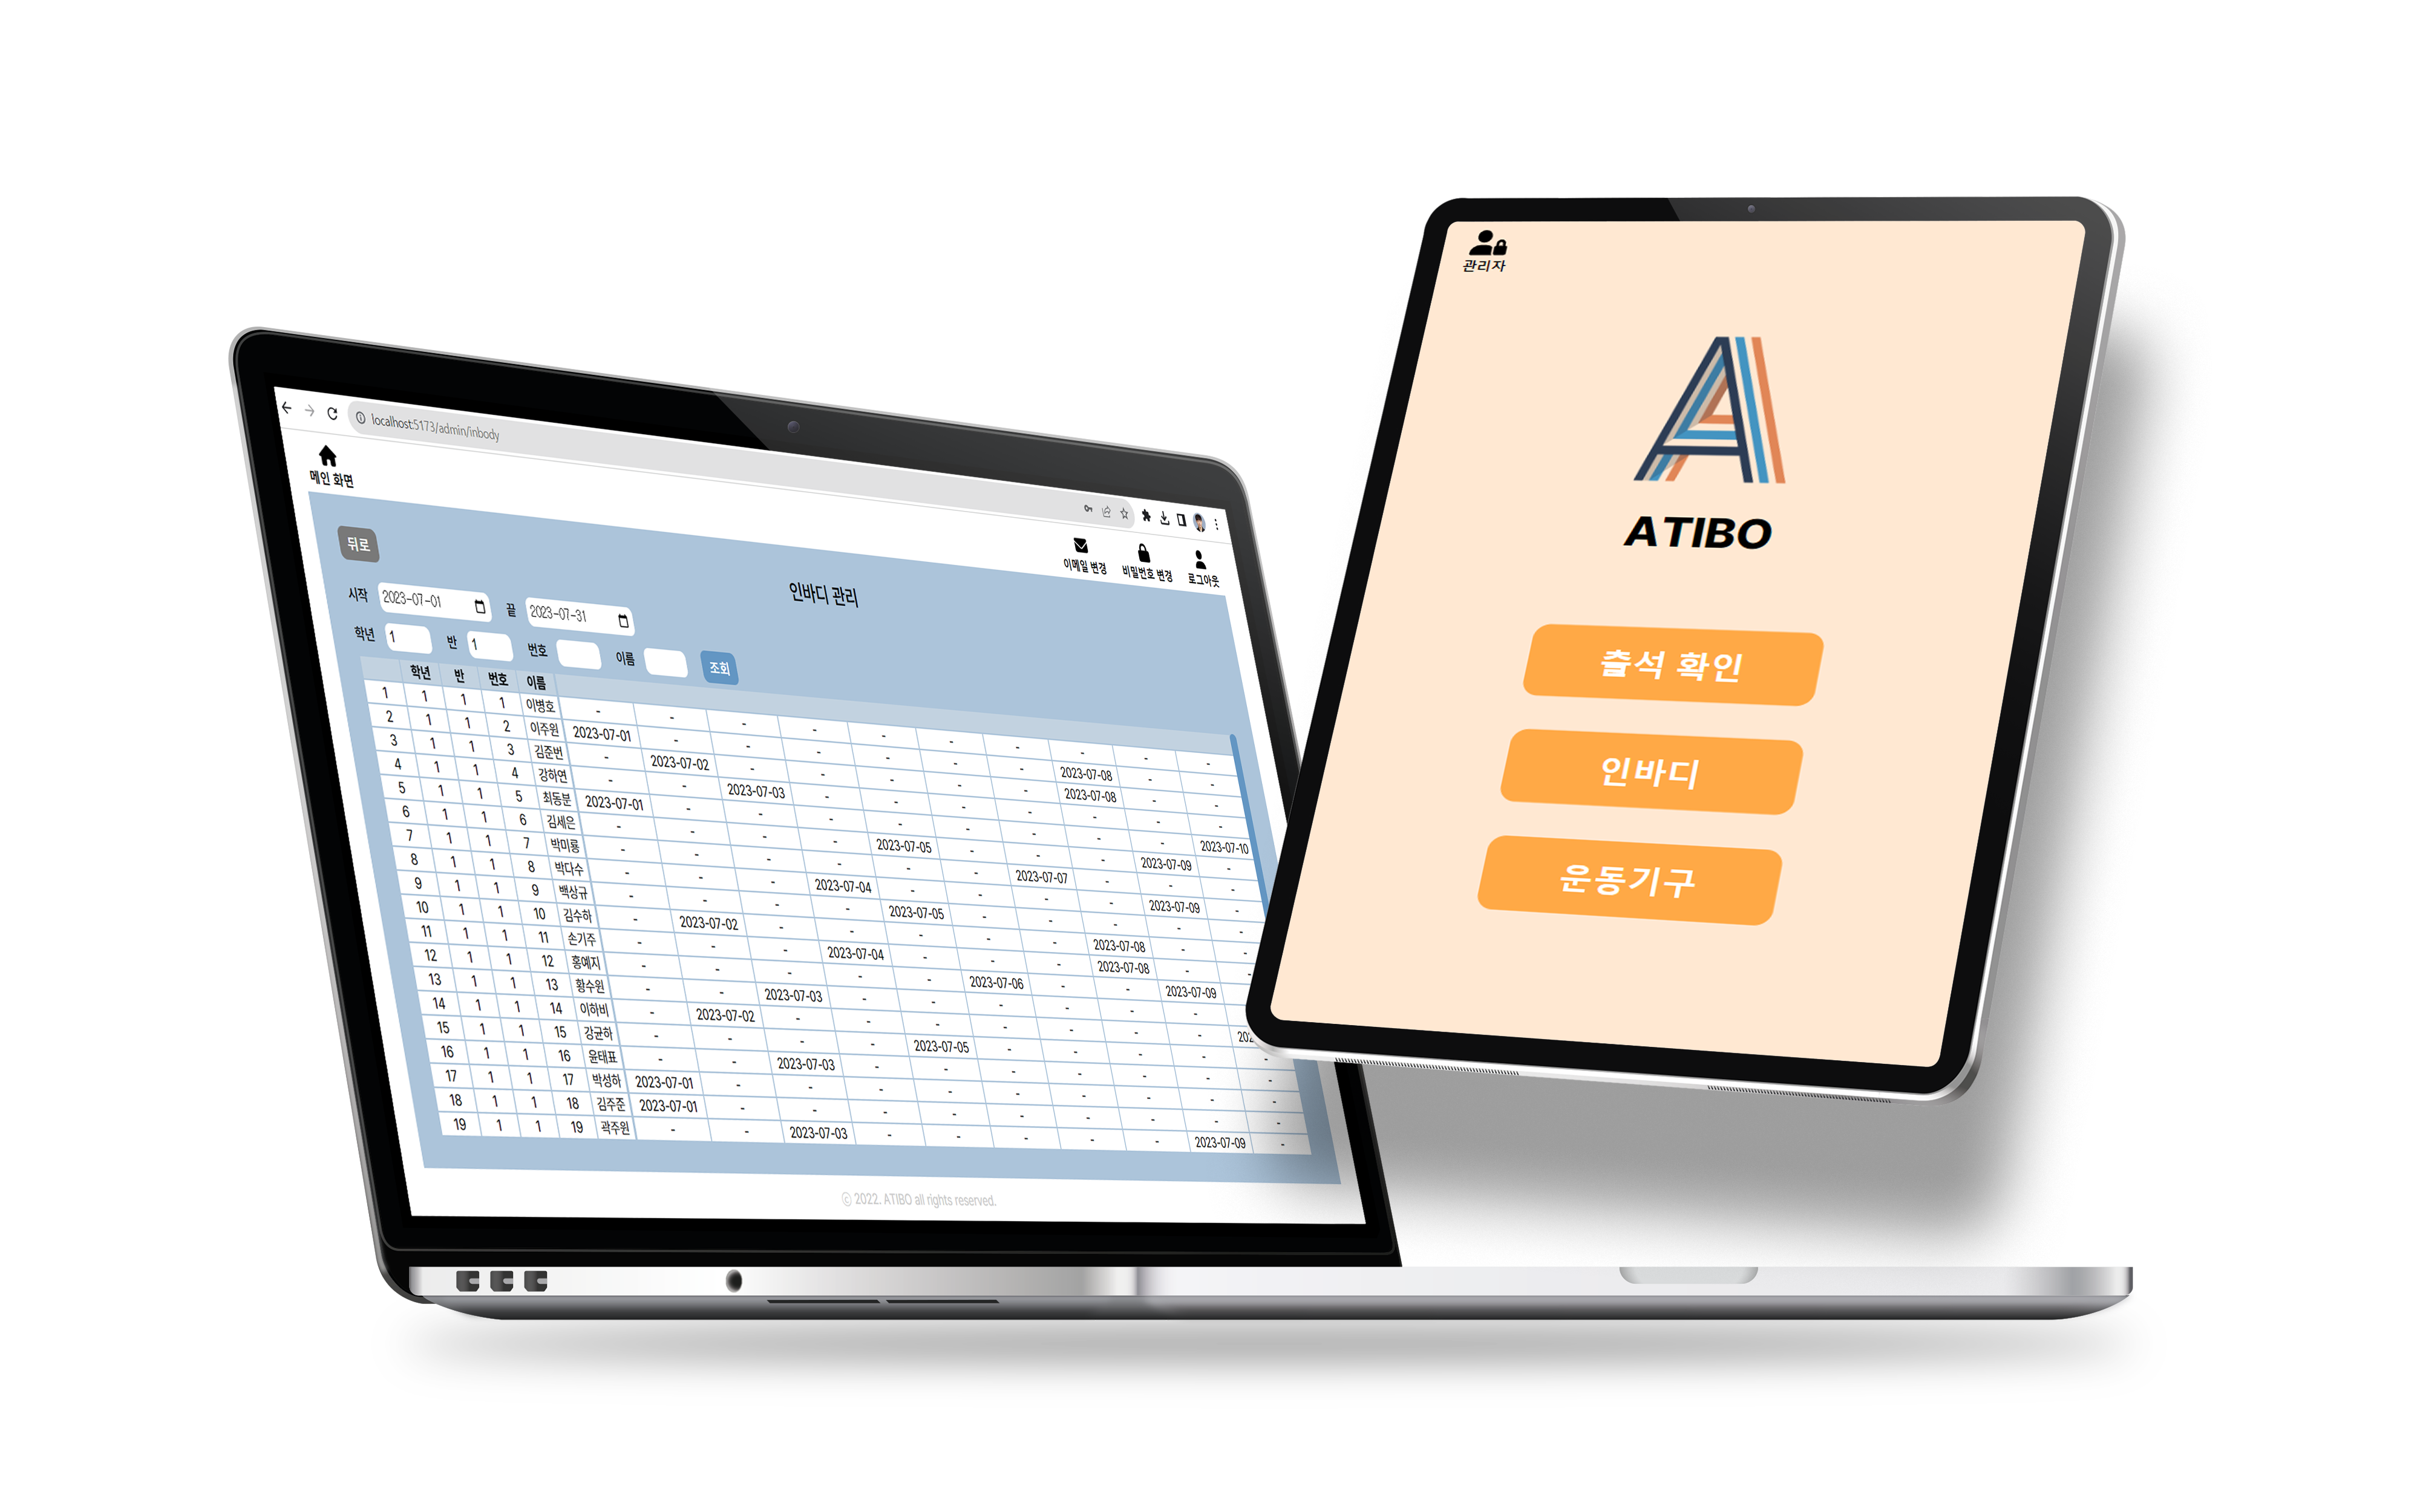 localhost:5173/admin/inbody
메인 화면
이메일 변경 비밀번호 변경 로그아웃
뒤로
인바디 관리
시작 2023-07-01 끝 2023-07-31
학년 1 반 1 번호 이름 조회
학년 반 번호 이름
1 1 1 1 이병호 - - - - - - - - - -
2 1 1 2 이주원 2023-07-01 - - - - - - 2023-07-08 - -
3 1 1 3 김준번 - 2023-07-02 - - - - - 2023-07-08 - -
4 1 1 4 강하연 - - 2023-07-03 - - - - - - -
5 1 1 5 최동분 2023-07-01 - - - - - - - - 2023-07-10
6 1 1 6 김세은 - - - - 2023-07-05 - - - 2023-07-09 -
7 1 1 7 박미룡 - - - - - - 2023-07-07 - - -
8 1 1 8 박다수 - - - 2023-07-04 - - - - 2023-07-09 -
9 1 1 9 백상규 - - - - 2023-07-05 - - - - -
10 1 1 10 김수하 - 2023-07-02 - - - - - 2023-07-08 - -
11 1 1 11 손기주 - - - 2023-07-04 - - - 2023-07-08 - -
12 1 1 12 홍예지 - - - - - 2023-07-06 - - 2023-07-09
13 1 1 13 황수원 - - 2023-07-03 - - - - - -
14 1 1 14 이하비 - 2023-07-02 - - - - - - -
15 1 1 15 강균하 - - - - 2023-07-05 - - - - -
16 1 1 16 윤태표 - - 2023-07-03 - - - - - - -
17 1 1 17 박성하 2023-07-01 - - - - - - - - -
18 1 1 18 김주준 2023-07-01 - - - - - - - - -
19 1 1 19 곽주원 - - 2023-07-03 - - - - - 2023-07-09 -
ⓒ 2022. ATIBO all rights reserved.
관리자
ATIBO
출석 확인
인바디
운동기구